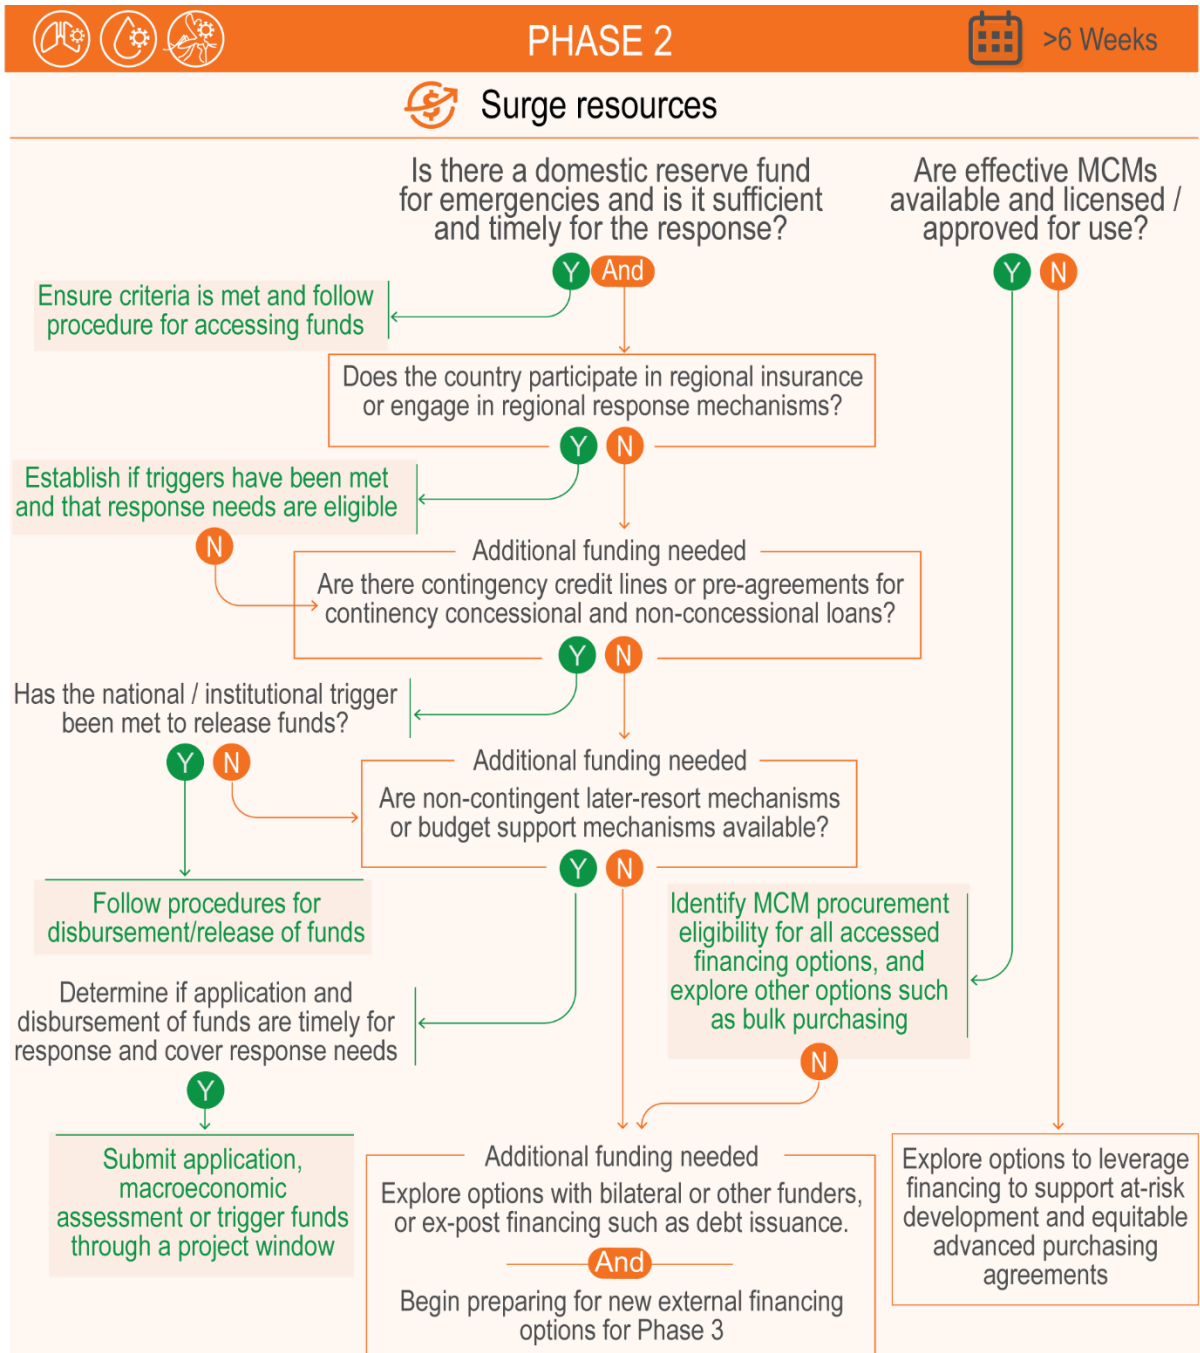 PHASE 2
>6 Weeks
Surge resources
Is there a domestic reserve fund
for emergencies and is it sufficient
and timely for the response?
Y
And
Ensure criteria is met and follow
procedure for accessing funds
Does the country participate in regional insurance
or engage in regional response mechanisms?
Y
N
Establish if triggers have been met
and that response needs are eligible
N
Additional funding needed
Are there contingency credit lines or pre-agreements for
continency concessional and non-concessional loans?
Y
N
Has the national / institutional trigger
been met to release funds?
Y
N
Additional funding needed
Are non-contingent later-resort mechanisms
or budget support mechanisms available?
Y
N
Follow procedures for
disbursement/release of funds
Determine if application and
disbursement of funds are timely for
response and cover response needs
Y
Submit application,
macroeconomic
assessment or trigger funds
through a project window
Are effective MCMs
available and licensed /
approved for use?
Y
N
Identify MCM procurement
eligibility for all accessed
financing options, and
explore other options such
as bulk purchasing
N
Additional funding needed
Explore options with bilateral or other funders,
or ex-post financing such as debt issuance.
And
Begin preparing for new external financing
options for Phase 3
Explore options to leverage
financing to support at-risk
development and equitable
advanced purchasing
agreements